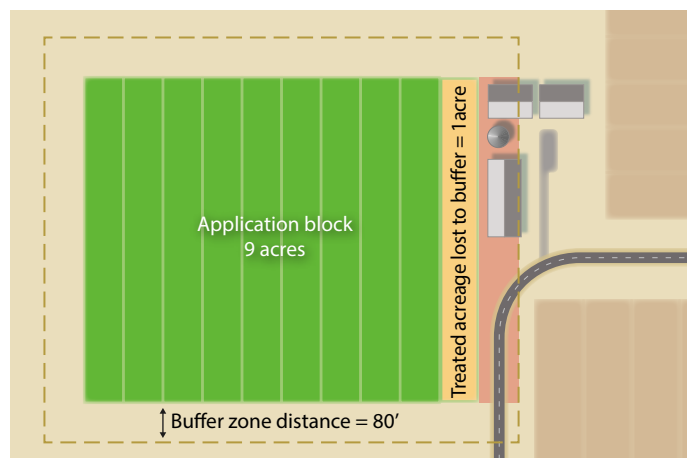 Application block
9 acres
Treated acreage lost to buffer = 1acre
Buffer zone distance = 80’